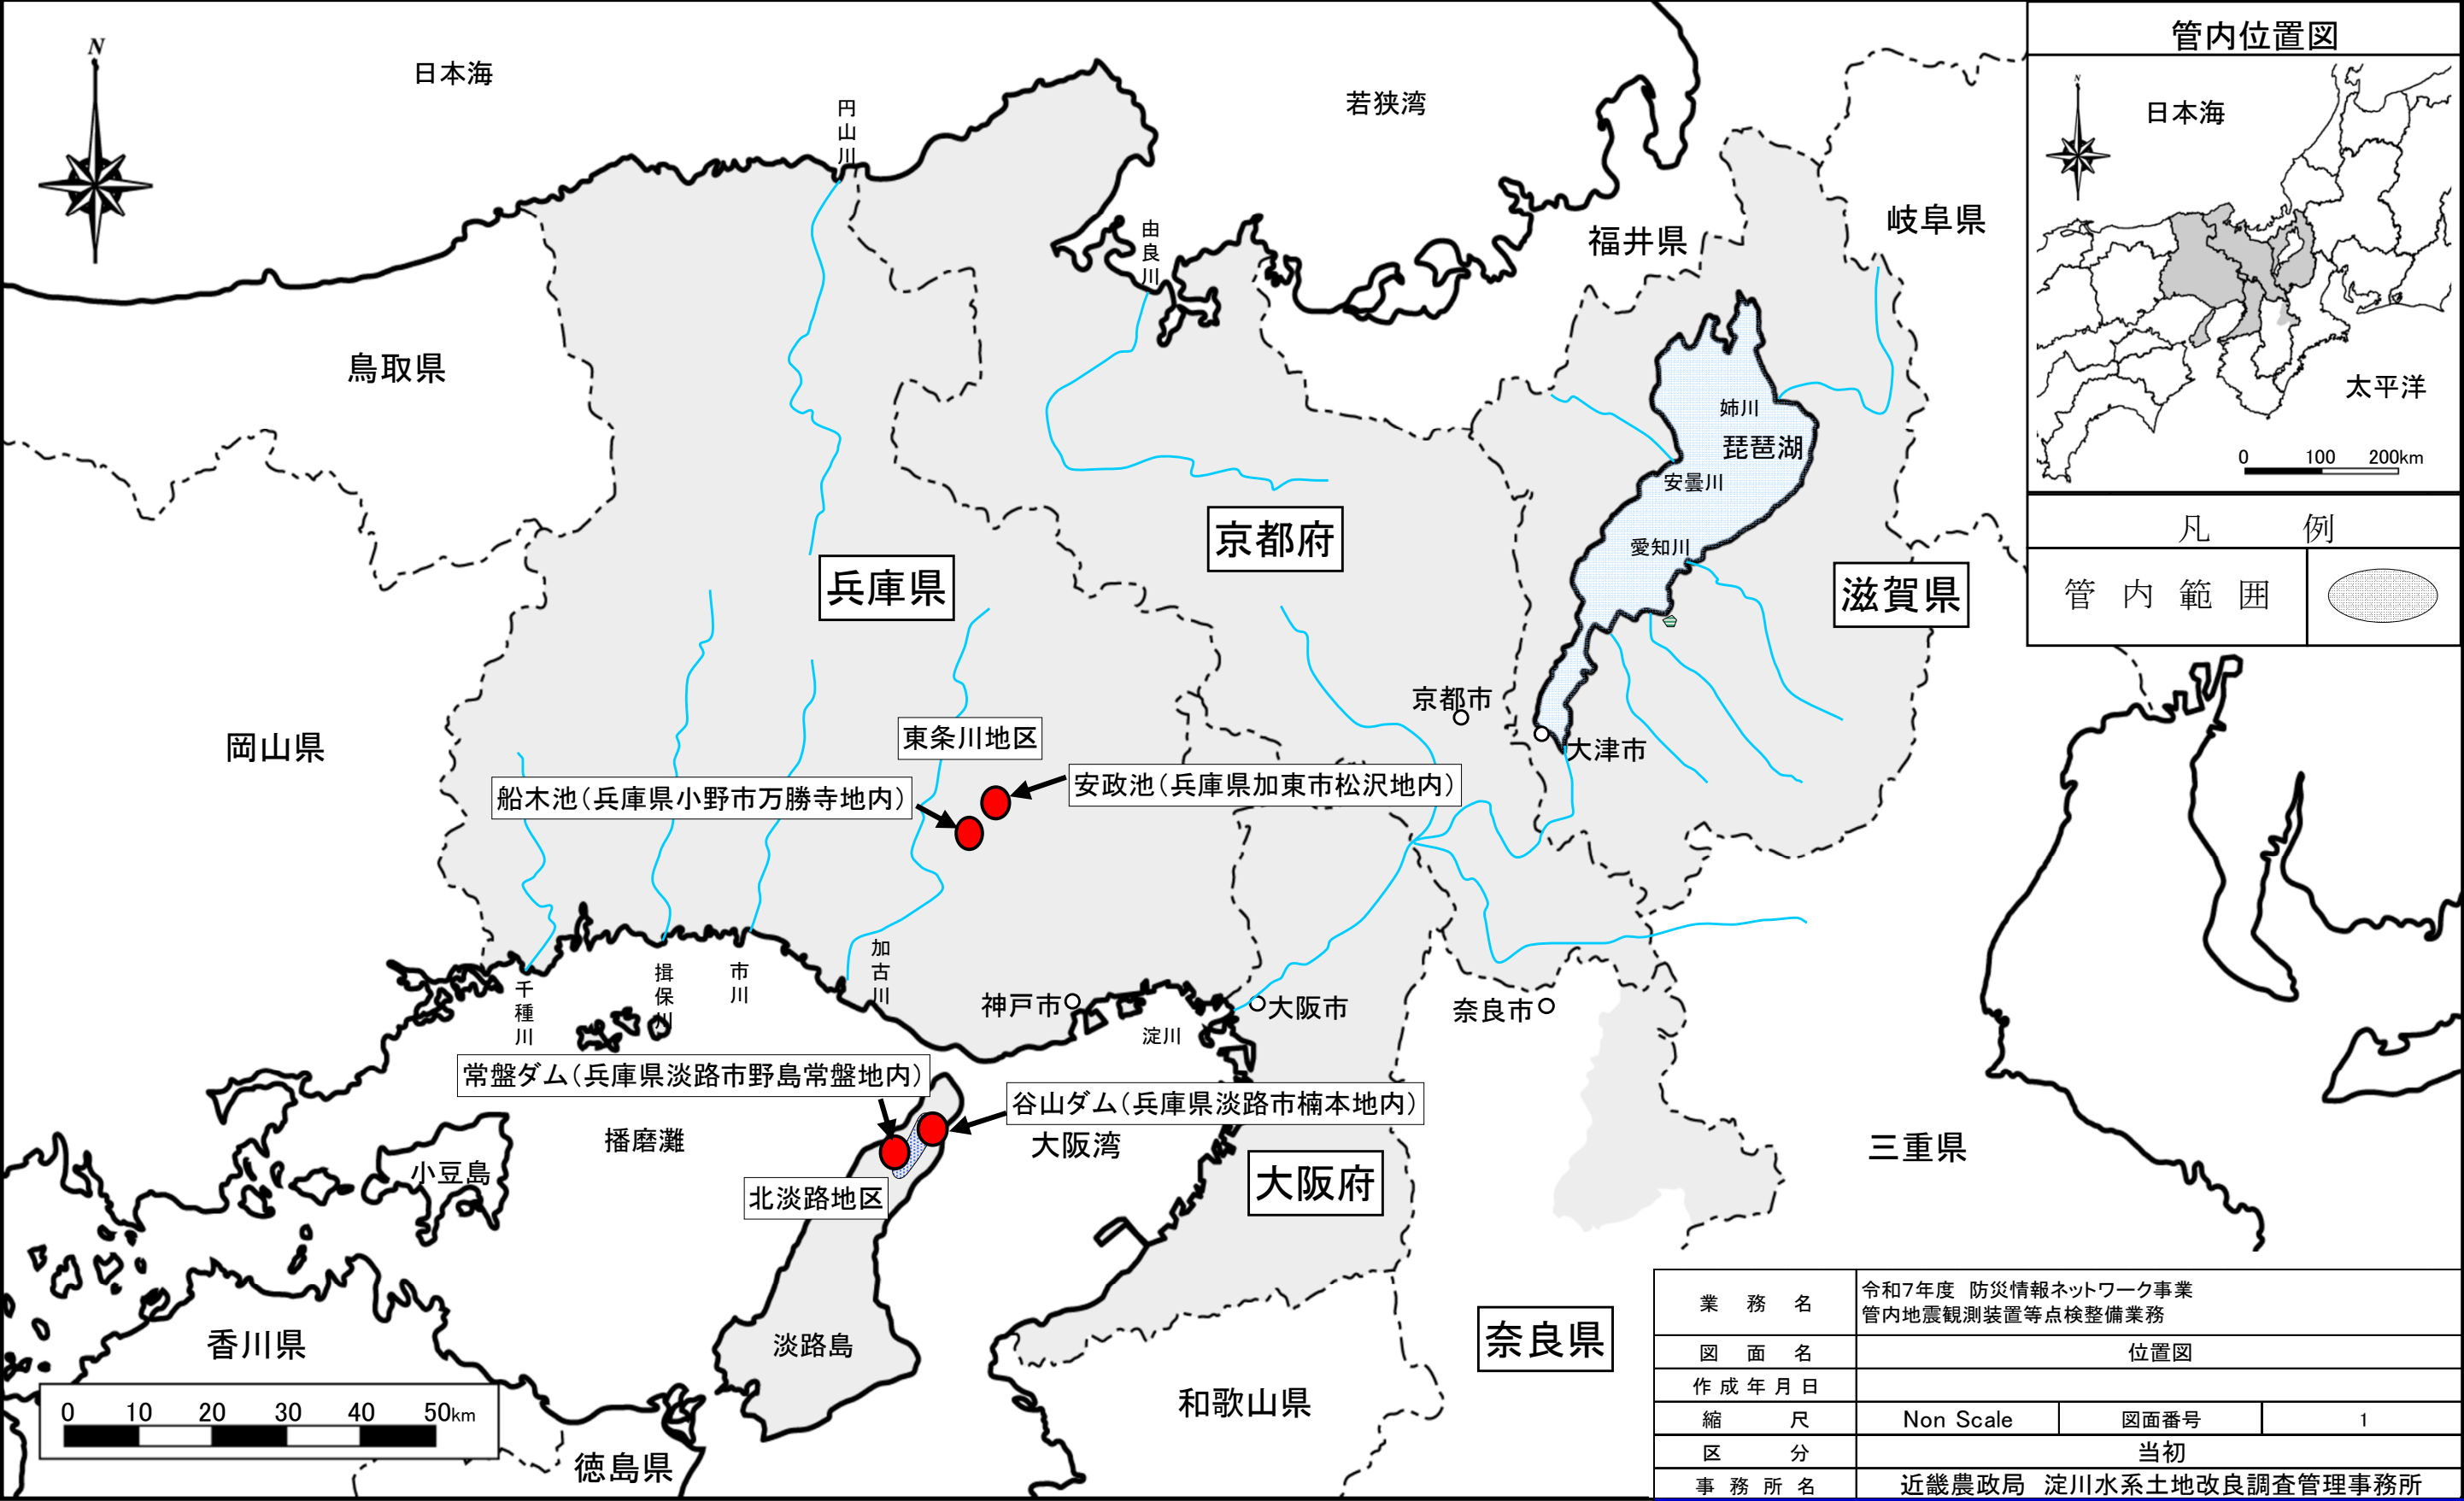 N
日本海
円山川
若狭湾
由良川
福井県
岐阜県
鳥取県
姉川
琵琶湖
安曇川
京都府
愛知川
兵庫県
滋賀県
京都市
岡山県
東条川地区
大津市
船木池(兵庫県小野市万勝寺地内)
安政池(兵庫県加東市松沢地内)
千種川
揖保川
市川
加古川
神戸市
大阪市
奈良市
淀川
常盤ダム(兵庫県淡路市野島常盤地内)
谷山ダム(兵庫県淡路市楠本地内)
播磨灘
大阪湾
三重県
小豆島
北淡路地区
大阪府
香川県
淡路島
奈良県
和歌山県
徳島県
0 10 20 30 40 50km
管内位置図
N
日本海
太平洋
0 100 200km
凡 例
管内範囲
業務名 令和7年度 防災情報ネットワーク事業
管内地震観測装置等点検整備業務
図面名 位置図
作成年月日
縮尺 Non Scale 図面番号 1
区分 当初
事務所名 近畿農政局 淀川水系土地改良調査管理事務所